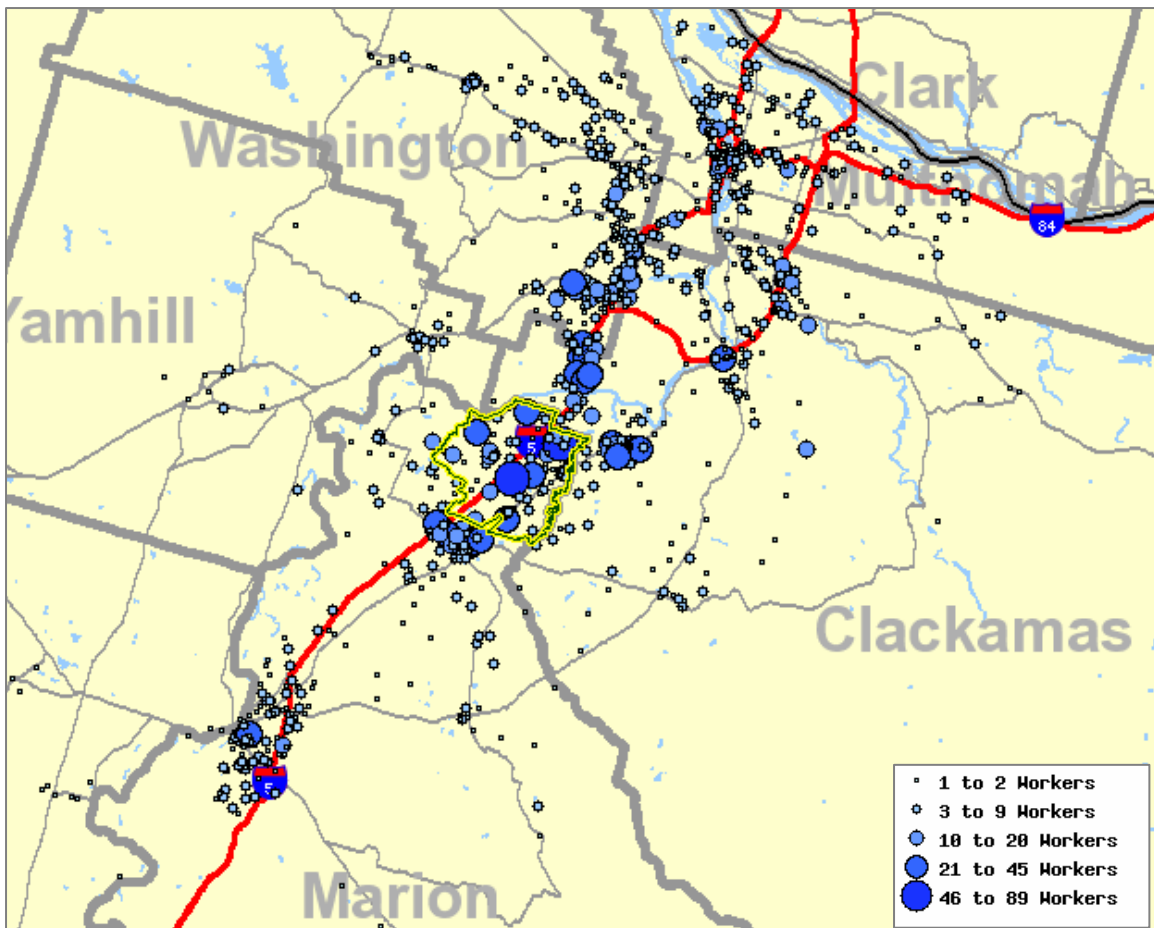 Clark
Washington
Multnomah
84
Yamhill
5
Clackamas
5
Marion
1 to 2 Workers
3 to 9 Workers
10 to 20 Workers
21 to 45 Workers
46 to 89 Workers